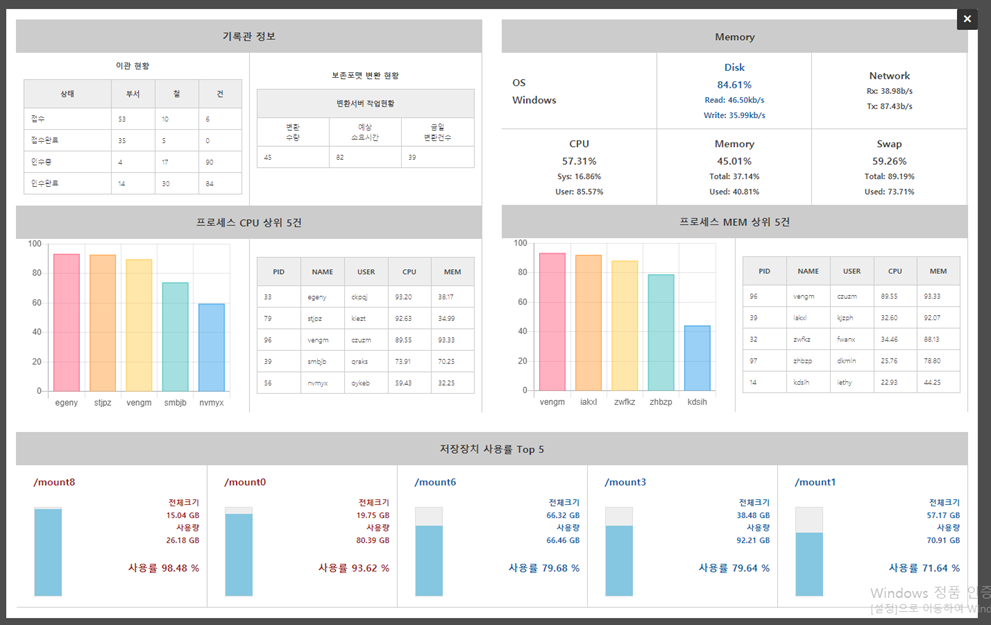 ×
기록관 정보
이관 현황
상태 부서 철 건
접수 53 10 6
접수완료 35 5 0
인수중 4 17 90
인수완료 14 30 84
보존포맷 변환 현황
변환서버 작업현황
변환 수량 예상 소요시간 금일 변환건수
45 82 39
Memory
OS
Windows
Disk
84.61%
Read: 46.50kb/s
Write: 35.99kb/s
Network
Rx: 38.98b/s
Tx: 87.43b/s
CPU
57.31%
Sys: 16.86%
User: 85.57%
Memory
45.01%
Total: 37.14%
Used: 40.81%
Swap
59.26%
Total: 89.19%
Used: 73.71%
프로세스 CPU 상위 5건
100
80
60
40
20
0
egeny stjpz vengm smbjb nvmyx
PID NAME USER CPU MEM
33 egeny ckpqj 93.20 38.17
79 stjpz klezt 92.63 34.99
96 vengm czuzm 89.55 93.33
39 smbjb qraks 73.91 70.25
56 nvmyx oykeb 59.43 32.25
프로세스 MEM 상위 5건
100
80
60
40
20
0
vengm iakxl zwfkz zhbzp kdsih
PID NAME USER CPU MEM
96 vengm czuzm 89.55 93.33
39 iakxl kjzph 32.60 92.07
32 zwfkz fwanx 34.46 88.13
97 zhbzp dkmln 25.76 78.80
14 kdsih lethy 22.93 44.25
저장장치 사용률 Top 5
/mount8
전체크기
15.04 GB
사용량
26.18 GB
사용률 98.48 %
/mount0
전체크기
19.75 GB
사용량
80.39 GB
사용률 93.62 %
/mount6
전체크기
66.32 GB
사용량
66.46 GB
사용률 79.68 %
/mount3
전체크기
38.48 GB
사용량
92.21 GB
사용률 79.64 %
/mount1
전체크기
57.17 GB
사용량
70.91 GB
사용률 71.64 %
Windows 정품 인증
[설정]으로 이동하여 Wind